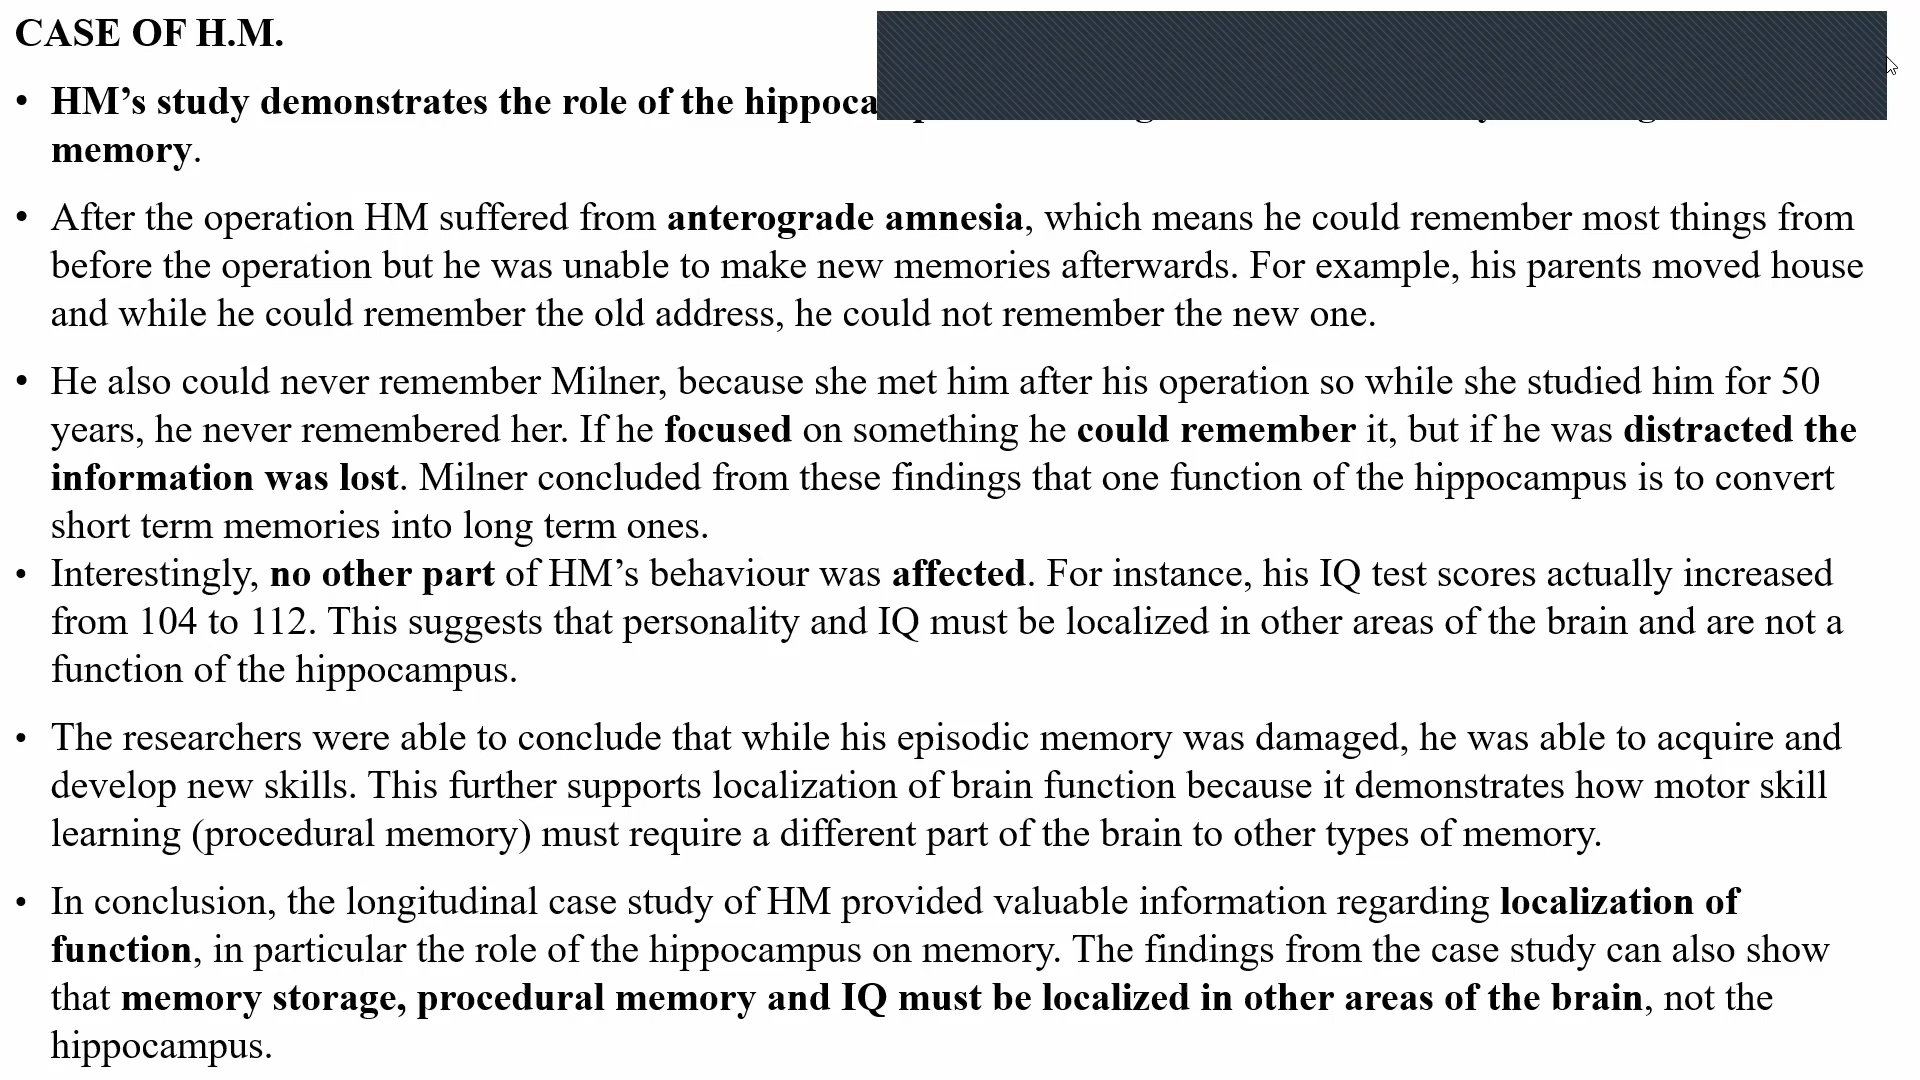 CASE OF H.M.
• HM’s study demonstrates the role of the
memory.
• After the operation HM suffered from anterograde amnesia, which means he could remember most things from
before the operation but he was unable to make new memories afterwards. For example, his parents moved house
and while he could remember the old address, he could not remember the new one.
• He also could never remember Milner, because she met him after his operation so while she studied him for 50
years, he never remembered her. If he focused on something he could remember it, but if he was distracted the
information was lost. Milner concluded from these findings that one function of the hippocampus is to convert
short term memories into long term ones.
• Interestingly, no other part of HM’s behaviour was affected. For instance, his IQ test scores actually increased
from 104 to 112. This suggests that personality and IQ must be localized in other areas of the brain and are not a
function of the hippocampus.
• The researchers were able to conclude that while his episodic memory was damaged, he was able to acquire and
develop new skills. This further supports localization of brain function because it demonstrates how motor skill
learning (procedural memory) must require a different part of the brain to other types of memory.
• In conclusion, the longitudinal case study of HM provided valuable information regarding localization of
function, in particular the role of the hippocampus on memory. The findings from the case study can also show
that memory storage, procedural memory and IQ must be localized in other areas of the brain, not the
hippocampus.